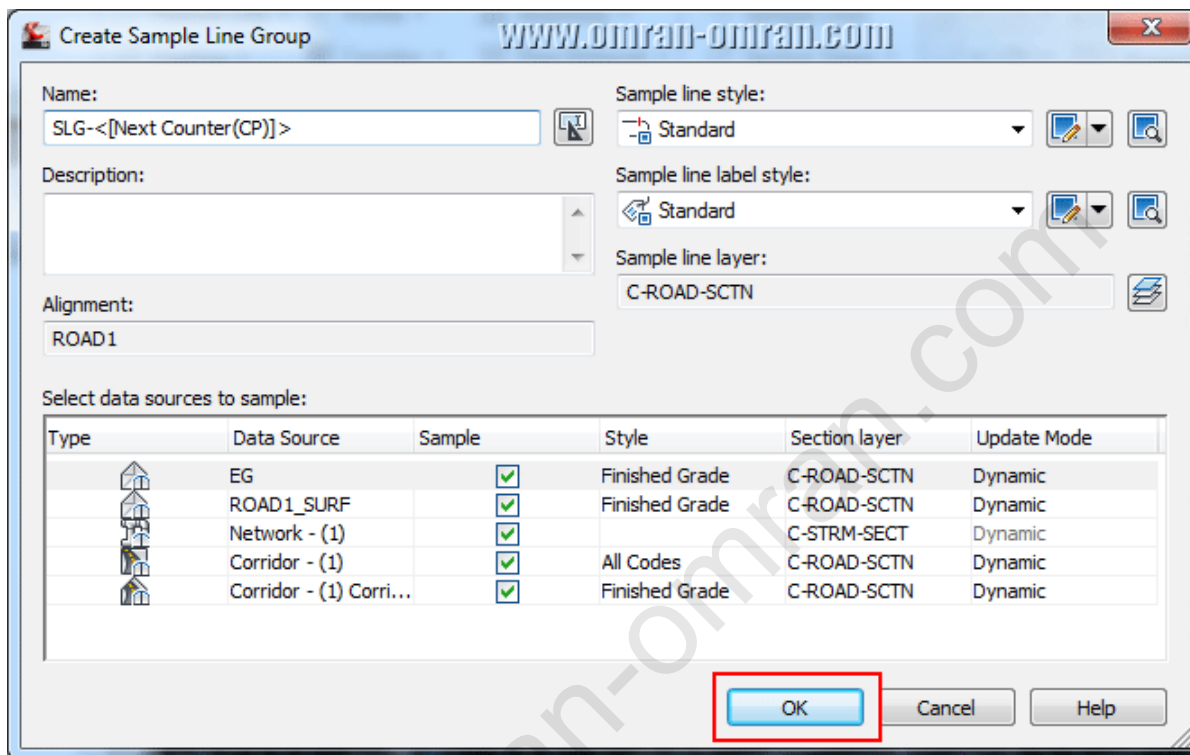 Create Sample Line Group
www.omran-omran.com
Name:
SLG-<[Next Counter(CP)]>
Description:
Alignment:
ROAD1
Sample line style:
Standard
Sample line label style:
Standard
Sample line layer:
C-ROAD-SCTN
Select data sources to sample:
Type Data Source Sample Style Section layer Update Mode
EG Finished Grade C-ROAD-SCTN Dynamic
ROAD1_SURF Finished Grade C-ROAD-SCTN Dynamic
Network - (1) C-STRM-SECT Dynamic
Corridor - (1) All Codes C-ROAD-SCTN Dynamic
Corridor - (1) Corri... Finished Grade C-ROAD-SCTN Dynamic
OK Cancel Help
an-omran.com